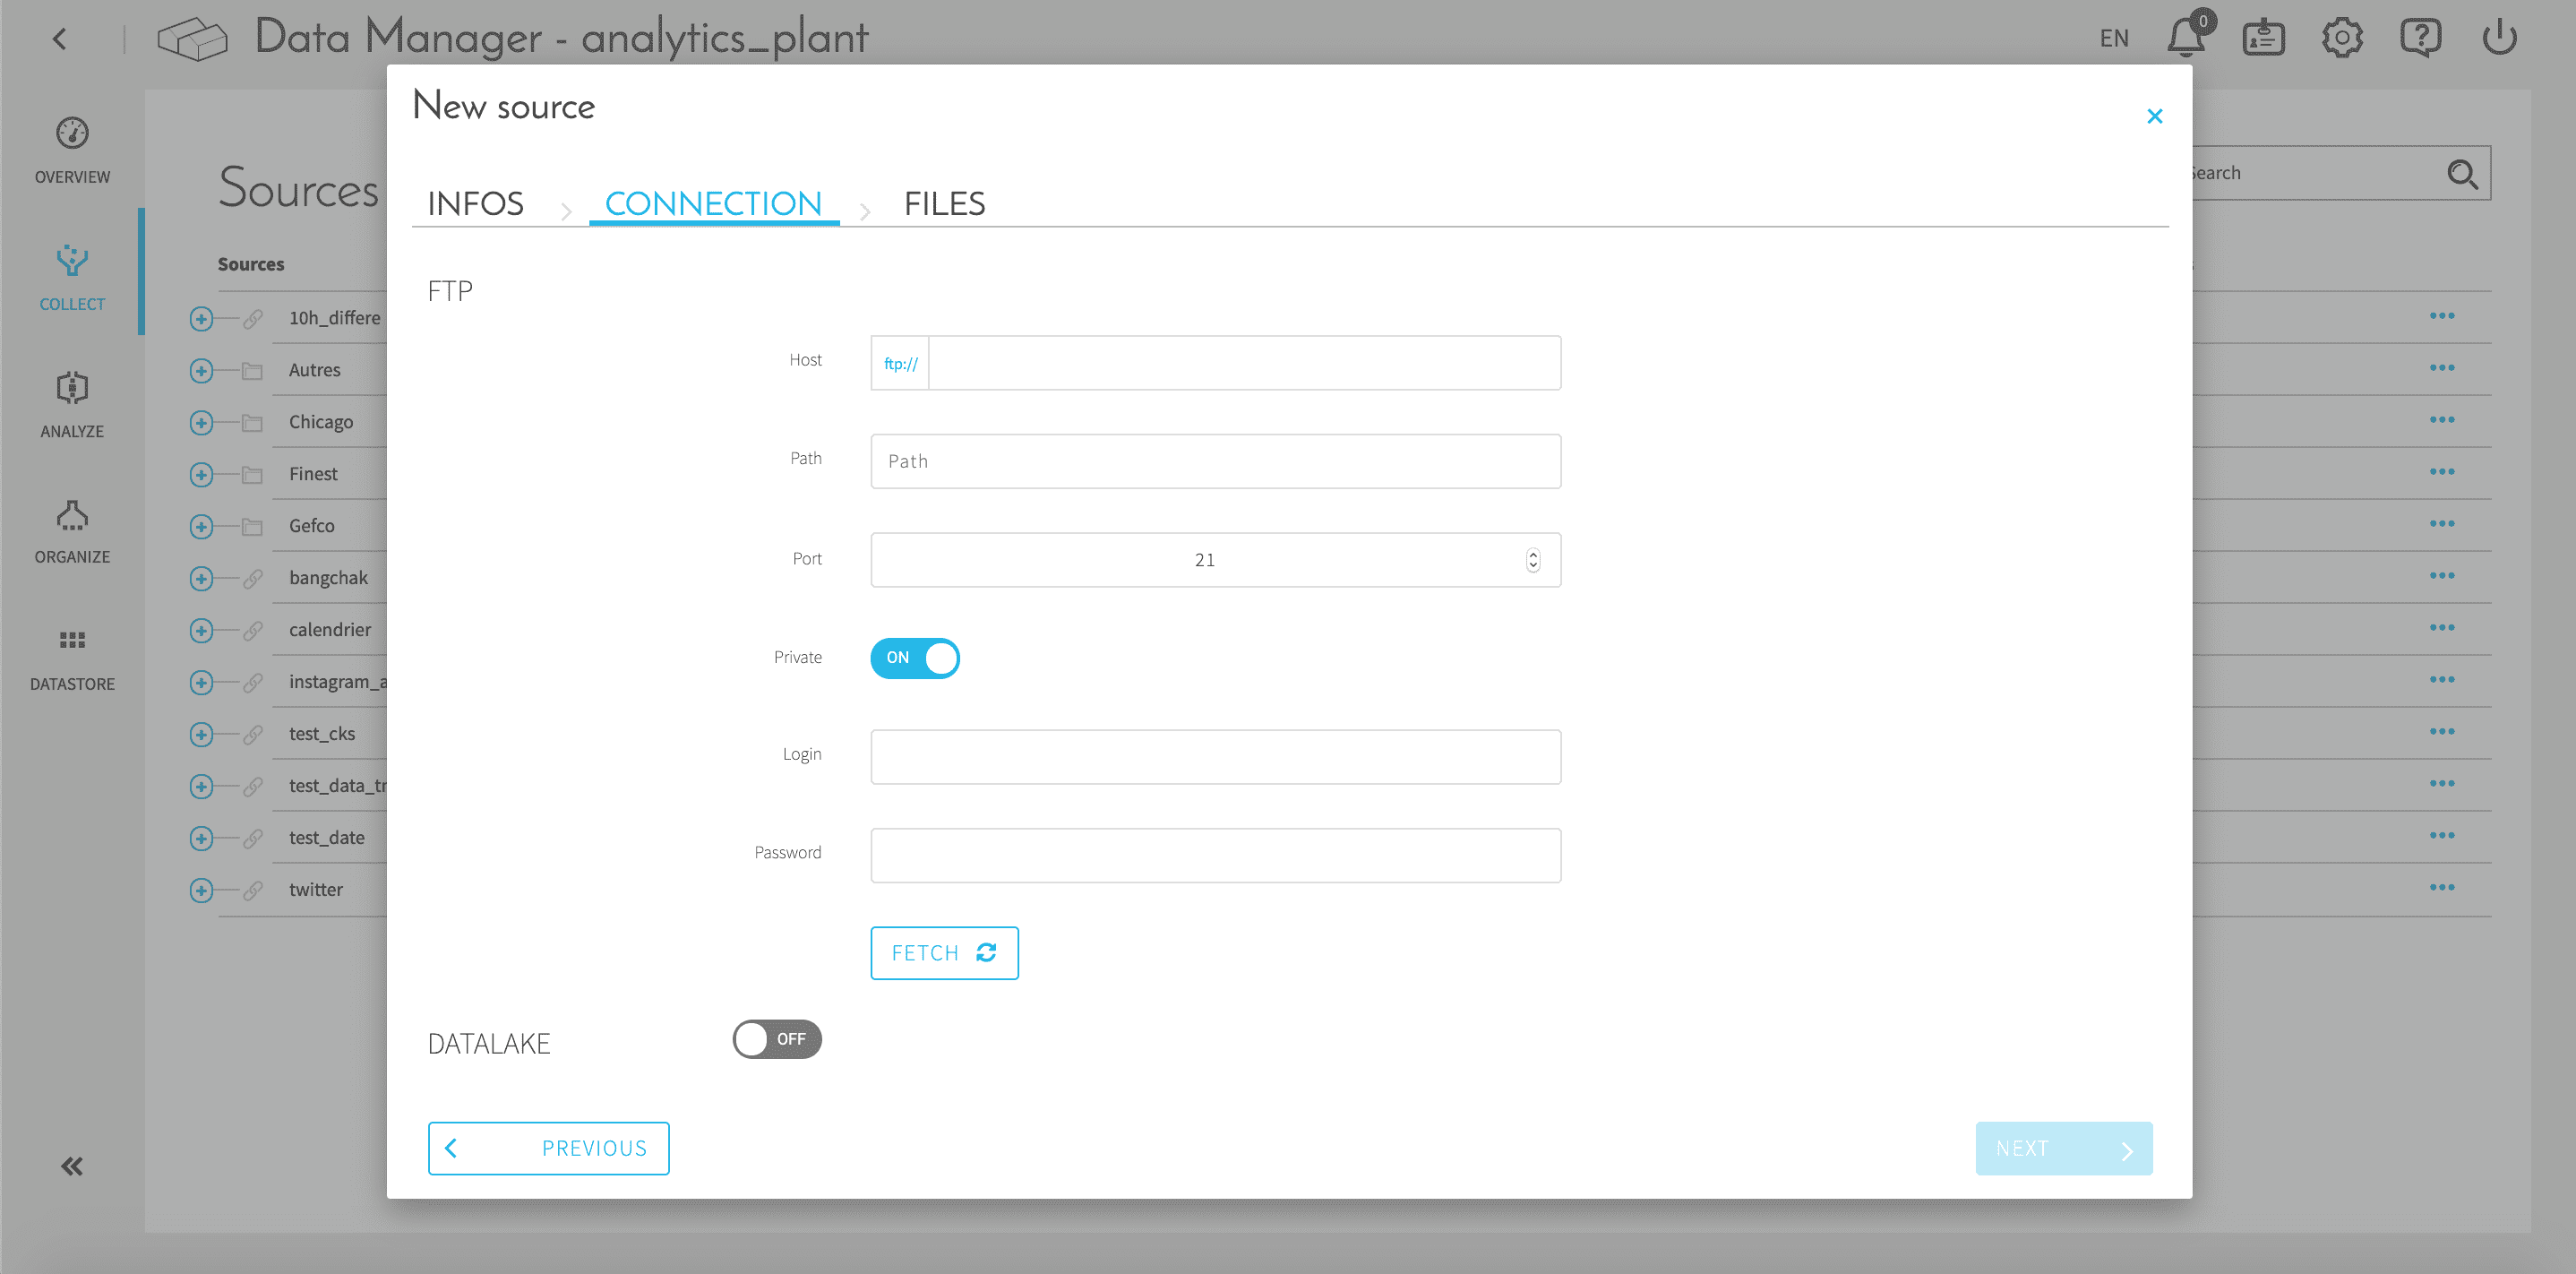 Data Manager - analytics_plant
EN
0
New source
OVERVIEW
COLLECT
ANALYZE
ORGANIZE
DATASTORE
Sources
Search
Sources
10h_differe
Autres
Chicago
Finest
Gefco
bangchak
calendrier
instagram_a
test_cks
test_data_tr
test_date
twitter
INFOS
CONNECTION
FILES
FTP
Host
ftp://
Path
Path
Port
21
Private
ON
Login
Password
FETCH
DATALAKE
OFF
PREVIOUS
NEXT